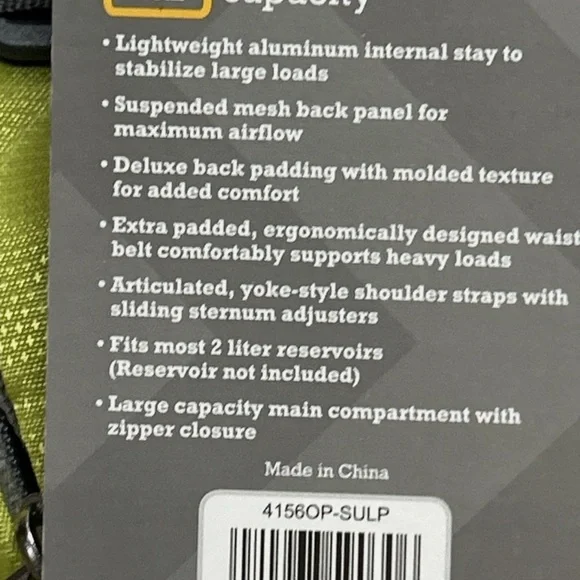 capacity
• Lightweight aluminum internal stay to
stabilize large loads
• Suspended mesh back panel for
maximum airflow
• Deluxe back padding with molded texture
for added comfort
• Extra padded, ergonomically designed waist
belt comfortably supports heavy loads
• Articulated, yoke-style shoulder straps with
sliding sternum adjusters
• Fits most 2 liter reservoirs
(Reservoir not included)
• Large capacity main compartment with
zipper closure
Made in China
4156OP-SULP